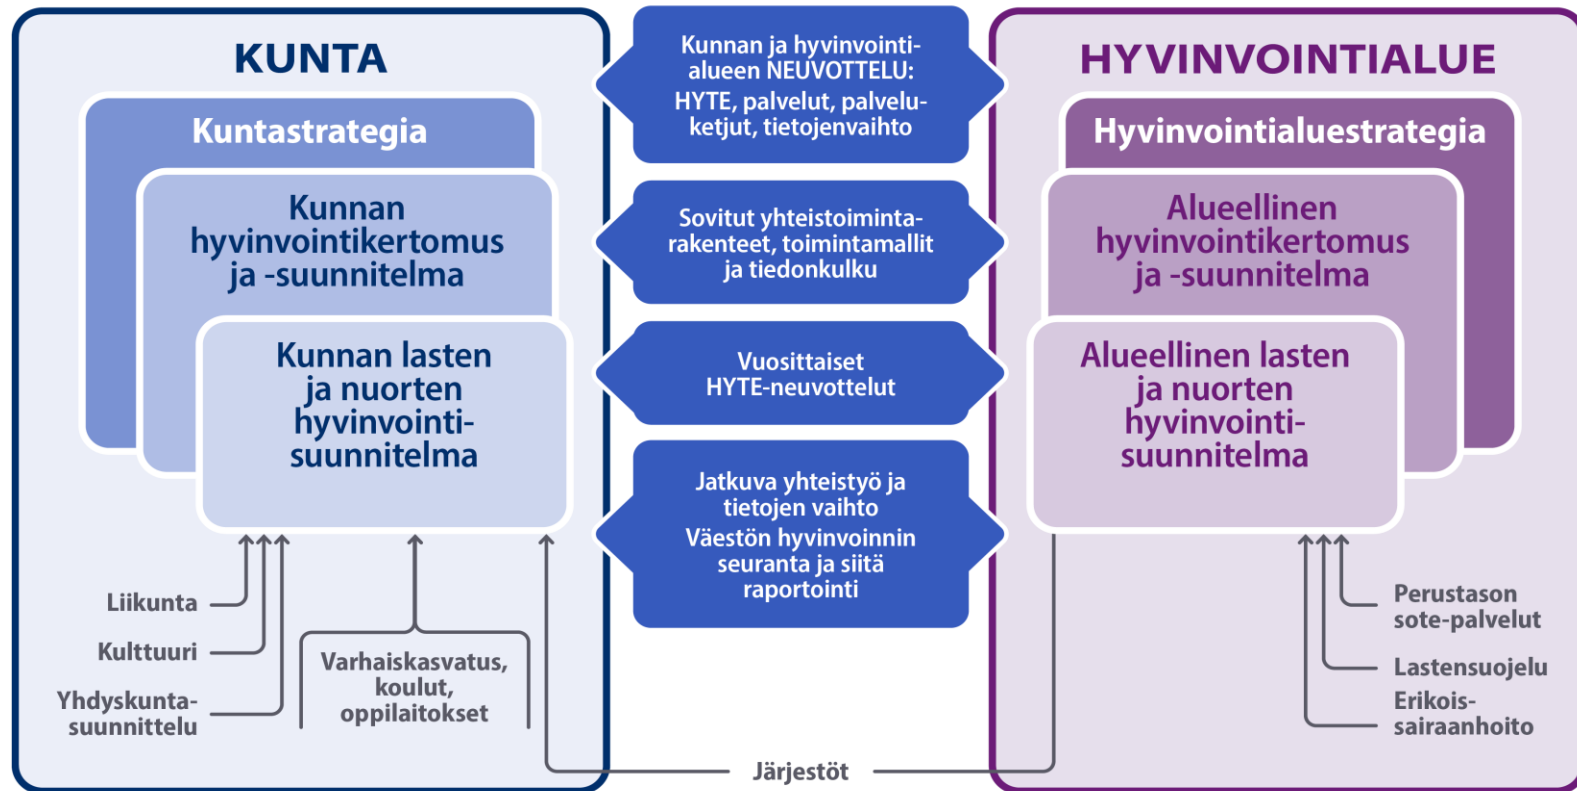 KUNTA
Kuntastrategia
Kunnan
hyvinvointikertomus
ja -suunnitelma
Kunnan lasten
ja nuorten
hyvinvointi-
suunnitelma
Liikunta
Kulttuuri
Yhdyskunta-
suunnittelu
Varhaiskasvatus,
koulut,
oppilaitokset
Kunnan ja hyvinvointi-
alueen NEUVOTTELU:
HYTE, palvelut, palvelu-
ketjut, tietojenvaihto
Sovitut yhteistoiminta-
rakenteet, toimintamallit
ja tiedonkulku
Vuosittaiset
HYTE-neuvottelut
Jatkuva yhteistyö ja
tietojen vaihto
Väestön hyvinvoinnin
seuranta ja siitä
raportointi
Järjestöt
HYVINVOINTIALUE
Hyvinvointialuestrategia
Alueellinen
hyvinvointikertomus
ja -suunnitelma
Alueellinen lasten
ja nuorten
hyvinvointi-
suunnitelma
Perustason
sote-palvelut
Lastensuojelu
Erikois-
sairaanhoito